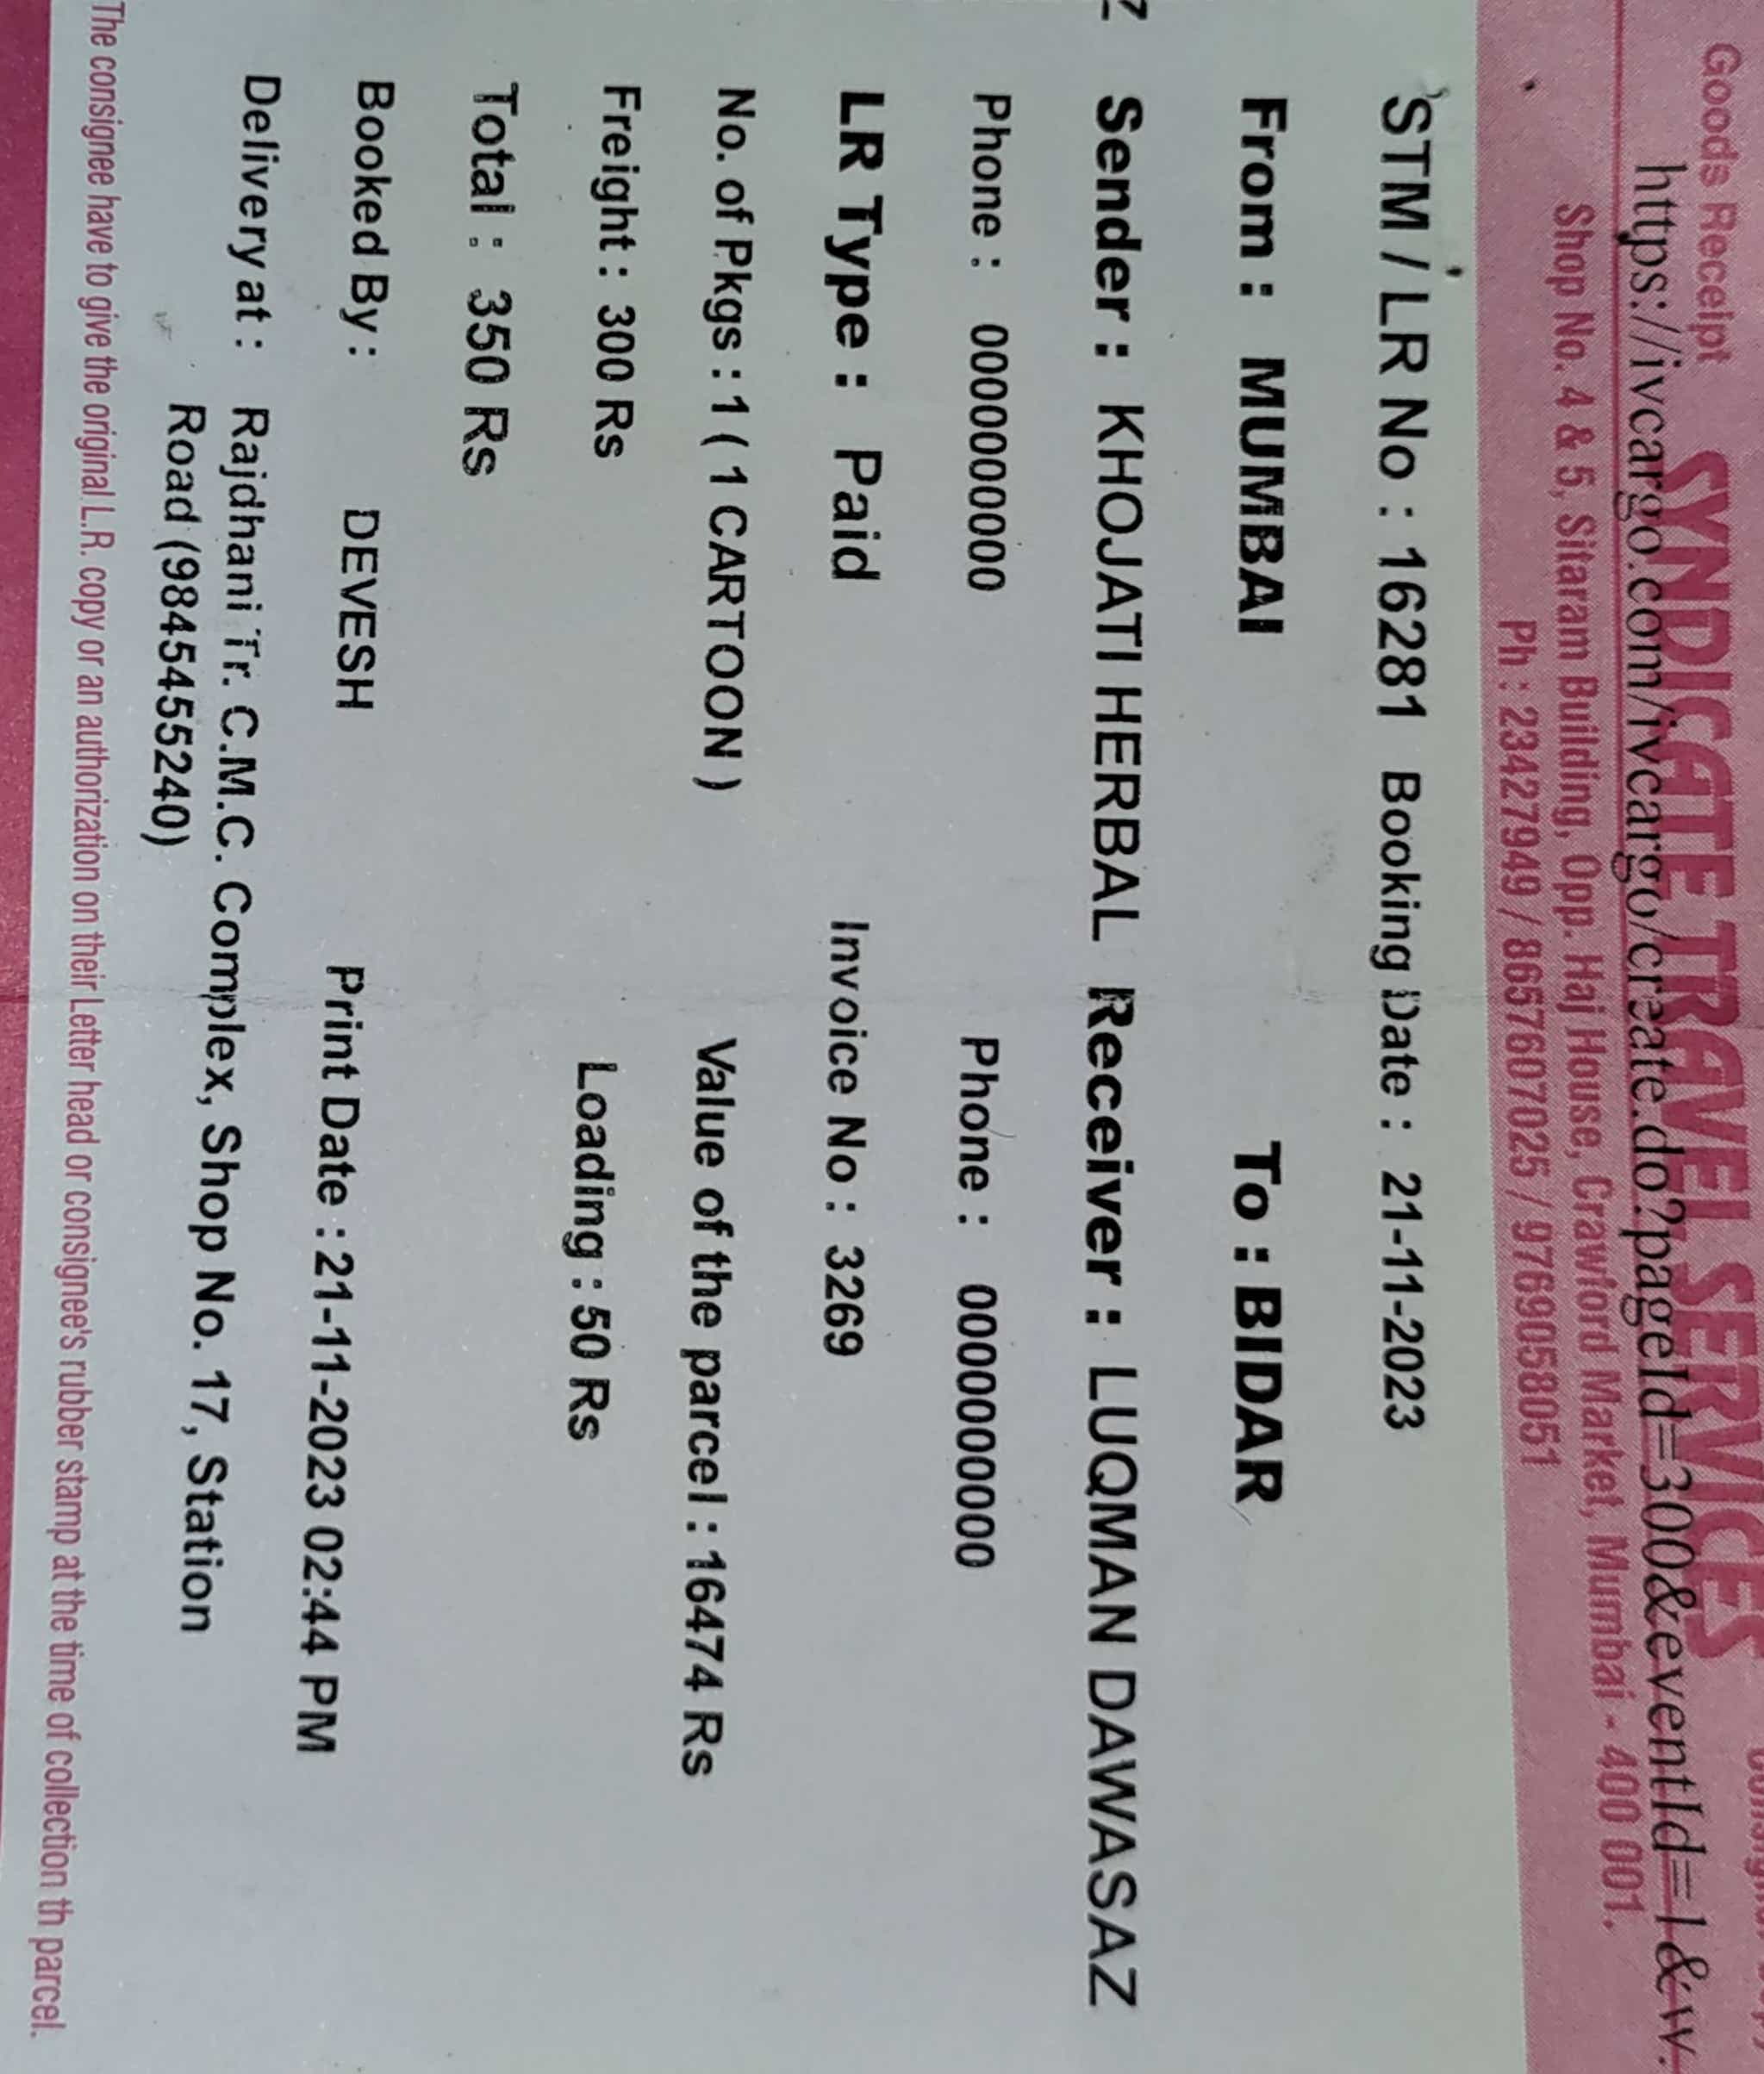 Goods Receipt
SYNDICATE TRAVEL SERVICES
https://ivcargo.com/ivcargo/create.do?pageId=300&eventId=1&w.
Shop No. 4 & 5, Sitaram Building, Opp. Haj House, Crawford Market, Mumbai - 400 001.
Ph : 23427949 / 8657607025 / 9769058051
STM / LR No : 16281 Booking Date : 21-11-2023
From : MUMBAI To : BIDAR
Sender : KHOJATI HERBAL Receiver : LUQMAN DAWASAZ
Phone : 0000000000 Phone : 0000000000
LR Type : Paid Invoice No : 3269
No. of Pkgs : 1 ( 1 CARTOON ) Value of the parcel : 16474 Rs
Freight : 300 Rs Loading : 50 Rs
Total : 350 Rs
Booked By : DEVESH Print Date : 21-11-2023 02:44 PM
Delivery at : Rajdhani Tr. C.M.C. Complex, Shop No. 17, Station
Road (9845455240)
The consignee have to give the original L.R. copy or an authorization on their Letter head or consignee's rubber stamp at the time of collection th parcel.